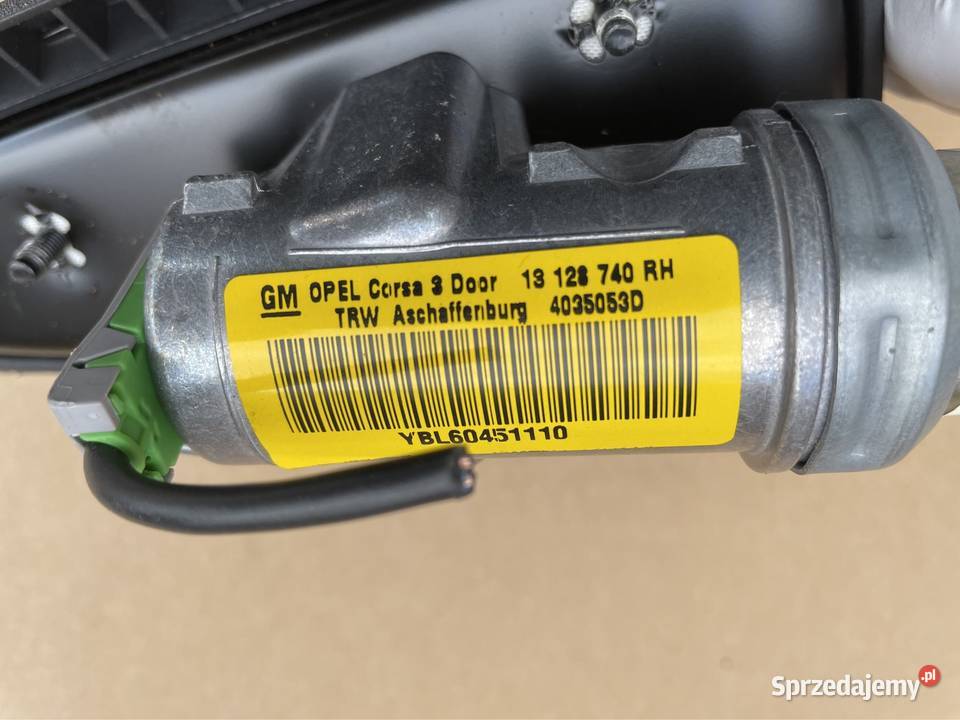 GM OPEL Corsa 3 Door 13 128 740 RH
TRW Aschaffenburg 4035053D
YBL60451110
Sprzedajemy.pl